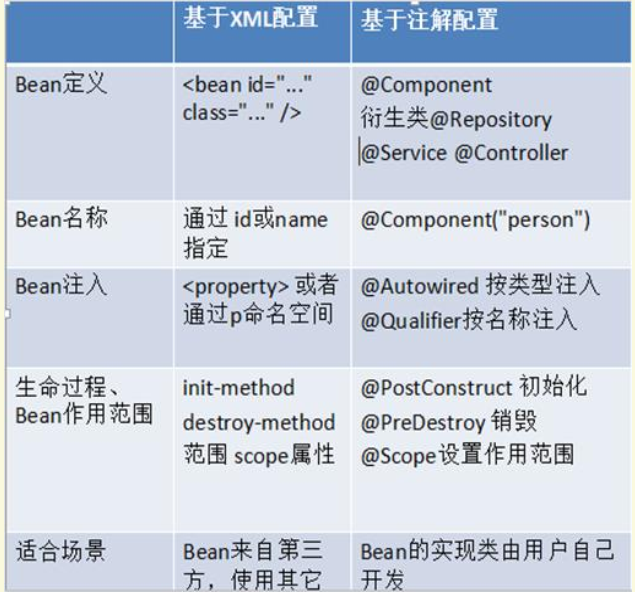 基于XML配置
基于注解配置
Bean定义
<bean id="..."
class="..." />
@Component
衍生类@Repository
@Service @Controller
Bean名称
通过 id或name
指定
@Component("person")
Bean注入
<property> 或者
通过p命名空间
@Autowired 按类型注入
@Qualifier按名称注入
生命过程、
Bean作用范围
init-method
destroy-method
范围 scope属性
@PostConstruct 初始化
@PreDestroy 销毁
@Scope设置作用范围
适合场景
Bean来自第三
方，使用其它
Bean的实现类由用户自己
开发